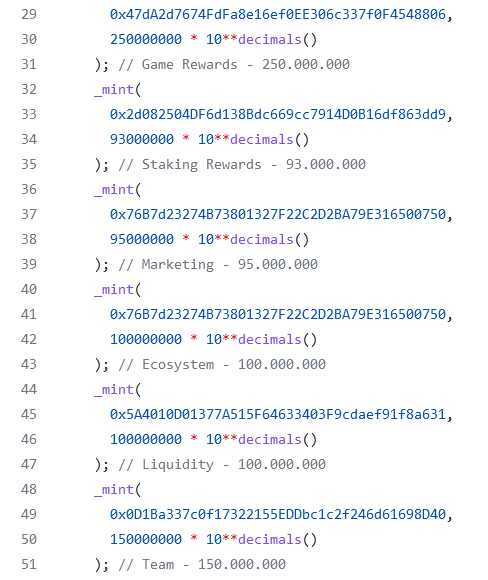 29 0x47dA2d7674FdFa8e16ef0EE306c337f0F4548806,
30 250000000 * 10**decimals()
31 ); // Game Rewards - 250.000.000
32 _mint(
33 0x2d082504DF6d138Bdc669cc7914D0B16df863dd9,
34 93000000 * 10**decimals()
35 ); // Staking Rewards - 93.000.000
36 _mint(
37 0x76B7d23274B73801327F22C2D2BA79E316500750,
38 95000000 * 10**decimals()
39 ); // Marketing - 95.000.000
40 _mint(
41 0x76B7d23274B73801327F22C2D2BA79E316500750,
42 100000000 * 10**decimals()
43 ); // Ecosystem - 100.000.000
44 _mint(
45 0x5A4010D01377A515F64633403F9cdaef91f8a631,
46 100000000 * 10**decimals()
47 ); // Liquidity - 100.000.000
48 _mint(
49 0x0D1Ba337c0f17322155EDDbc1c2f246d61698D40,
50 150000000 * 10**decimals()
51 ); // Team - 150.000.000